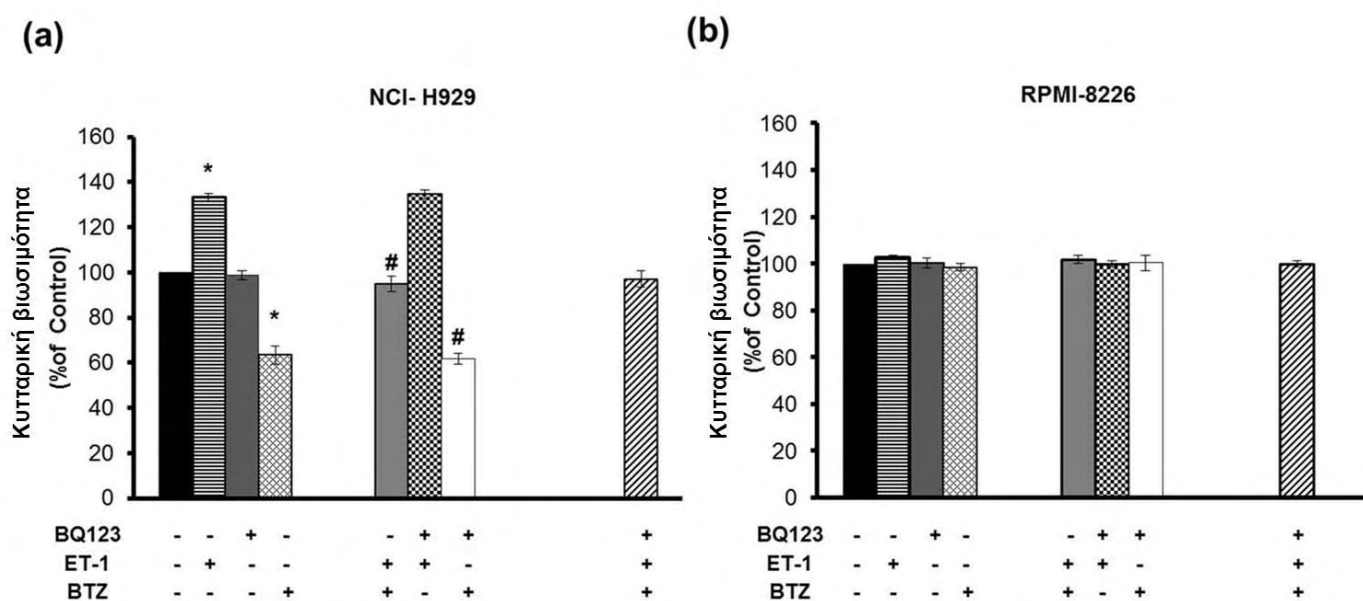 (a)
NCI- H929
Κυτταρική βιωσιμότητα
(%of Control)
160
140
120
100
80
60
40
20
0
*
*
#
#
BQ123 - - + - - + + +
ET-1 - + - - + + - +
BTZ - - - + + - + +
(b)
RPMI-8226
Κυτταρική βιωσιμότητα
(%of Control)
160
140
120
100
80
60
40
20
0
BQ123 - - + - - + + +
ET-1 - + - - + + - +
BTZ - - - + + - + +